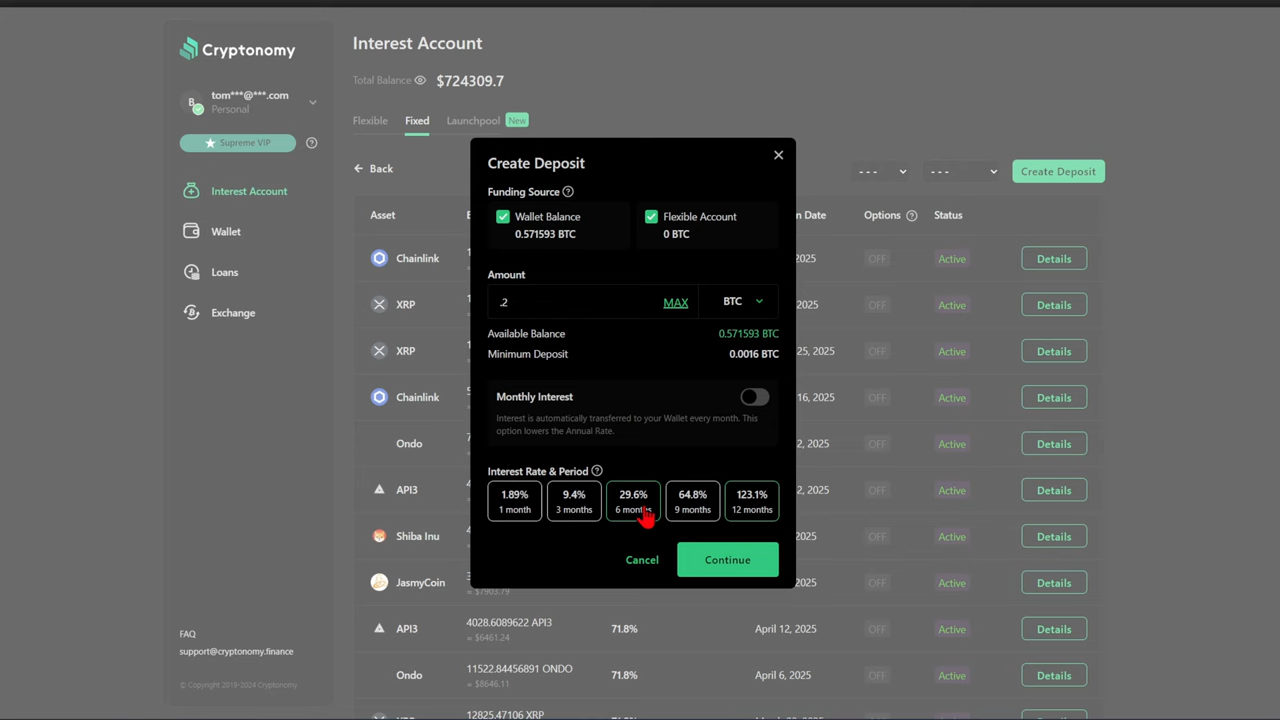 Cryptonomy
tom***@***.com
Personal
B
Supreme VIP
Interest Account
Wallet
Loans
Exchange
FAQ
support@cryptonomy.finance
© Copyright 2019-2024 Cryptonomy
Interest Account
Total Balance $724309.7
Flexible Fixed Launchpool New
Back
--- --- Create Deposit
Asset n Date Options Status
Chainlink 2025 OFF Active Details
XRP 2025 OFF Active Details
XRP 25, 2025 OFF Active Details
Chainlink 16, 2025 OFF Active Details
Ondo 2, 2025 OFF Active Details
API3 2025 OFF Active Details
Shiba Inu 2025 OFF Active Details
JasmyCoin 2025 OFF Active Details
= $7903.79
API3 4028.6089622 API3 71.8% April 12, 2025 OFF Active Details
= $6461.24
Ondo 11522.84456891 ONDO 71.8% April 6, 2025 OFF Active Details
= $8646.11
12825.47106 XRP
Create Deposit
Funding Source
Wallet Balance
0.571593 BTC
Flexible Account
0 BTC
Amount
.2 MAX BTC
Available Balance 0.571593 BTC
Minimum Deposit 0.0016 BTC
Monthly Interest
Interest is automatically transferred to your Wallet every month. This
option lowers the Annual Rate.
Interest Rate & Period
1.89% 9.4% 29.6% 64.8% 123.1%
1 month 3 months 6 months 9 months 12 months
Cancel Continue